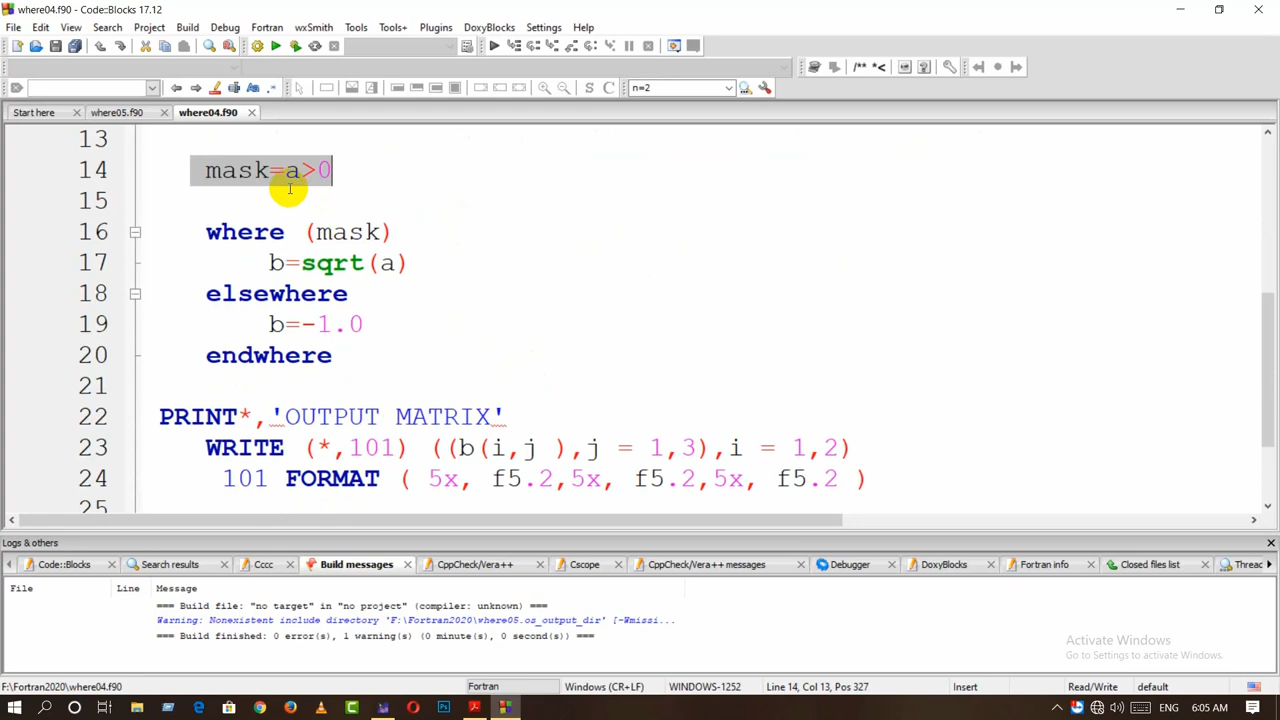 where04.f90 - Code::Blocks 17.12
File Edit View Search Project Build Debug Fortran wxSmith Tools Tools+ Plugins DoxyBlocks Settings Help
/** *< n=2
Start here where05.f90 where04.f90
13
14 mask=a>0
15
16 where (mask)
17 b=sqrt(a)
18 elsewhere
19 b=-1.0
20 endwhere
21
22 PRINT*,'OUTPUT MATRIX'
23 WRITE (*,101) ((b(i,j ),j = 1,3),i = 1,2)
24 101 FORMAT ( 5x, f5.2,5x, f5.2,5x, f5.2 )
25
Logs & others
Code::Blocks Search results Cccc Build messages CppCheck/Vera++ Cscope CppCheck/Vera++ messages Debugger DoxyBlocks Fortran info Closed files list Threa
File Line Message
=== Build file: "no target" in "no project" (compiler: unknown) ===
Warning: Nonexistent include directory 'F:\Fortran2020\where05.os_output_dir' [-Wmissi...
=== Build finished: 0 error(s), 1 warning(s) (0 minute(s), 0 second(s)) ===
Activate Windows
Go to Settings to activate Windows.
F:\Fortran2020\where04.f90 Fortran Windows (CR+LF) WINDOWS-1252 Line 14, Col 13, Pos 327 Insert Read/Write default
ENG 6:05 AM